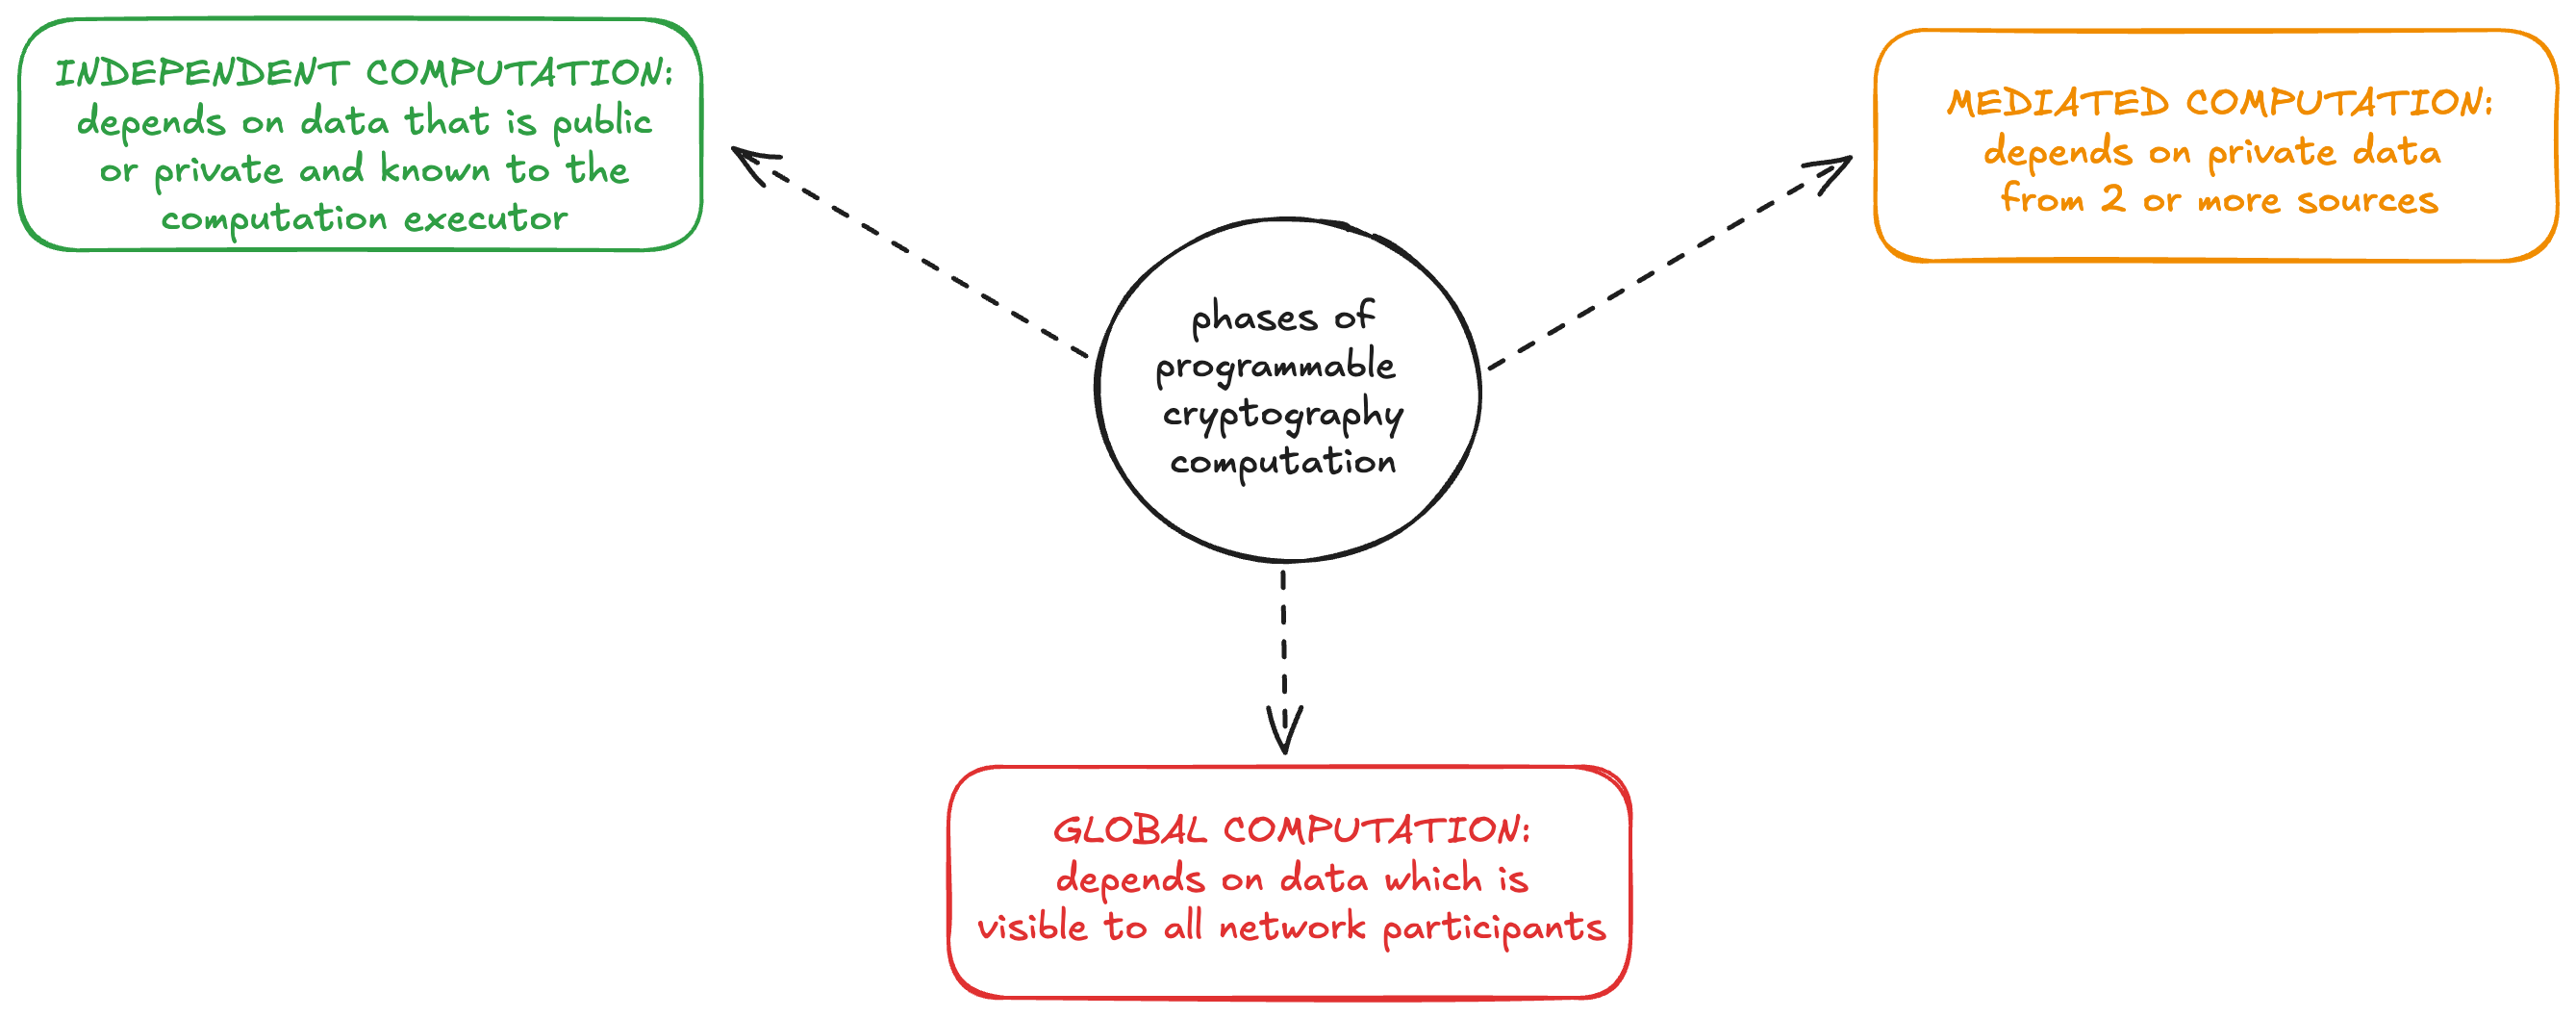 INDEPENDENT COMPUTATION:
depends on data that is public
or private and known to the
computation executor
MEDIATED COMPUTATION:
depends on private data
from 2 or more sources
phases of
programmable
cryptography
computation
GLOBAL COMPUTATION:
depends on data which is
visible to all network participants